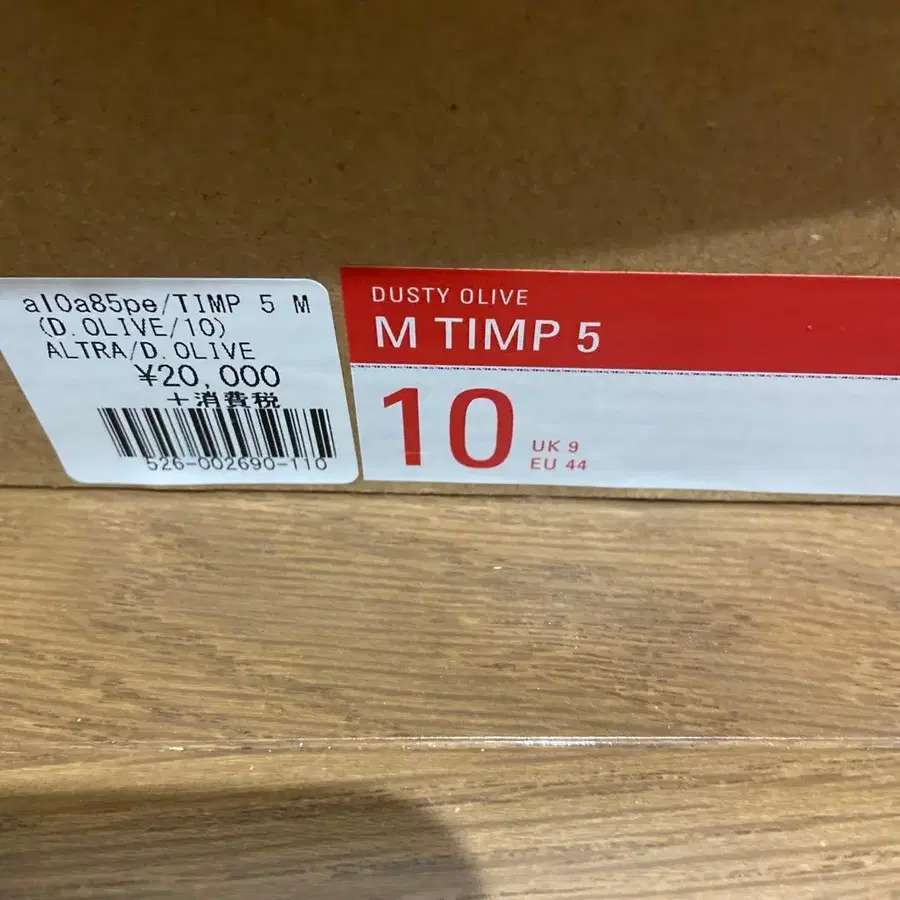 al0a85pe/TIMP 5 M
(D.OLIVE/10)
ALTRA/D.OLIVE
¥20,000
+消費税
526-002690-110
DUSTY OLIVE
M TIMP 5
10
UK 9
EU 44